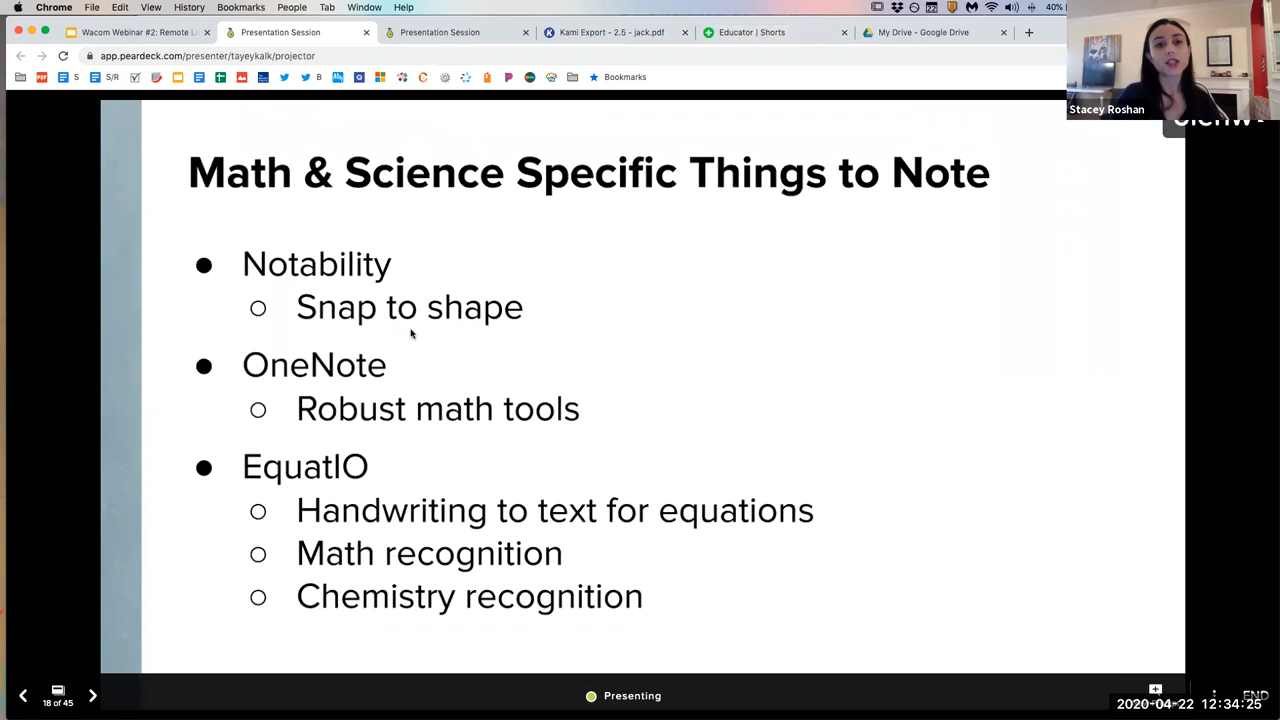 Chrome File Edit View History Bookmarks People Tab Window Help 40%
Wacom Webinar #2: Remote L Presentation Session Presentation Session Kami Export - 2.5 - jack.pdf Educator | Shorts My Drive - Google Drive
app.peardeck.com/presenter/tayeykalk/projector
S S/R B Bookmarks
Stacey Roshan
Math & Science Specific Things to Note
● Notability
○ Snap to shape
● OneNote
○ Robust math tools
● EquatIO
○ Handwriting to text for equations
○ Math recognition
○ Chemistry recognition
18 of 45
Presenting
END
2020-04-22 12:34:25